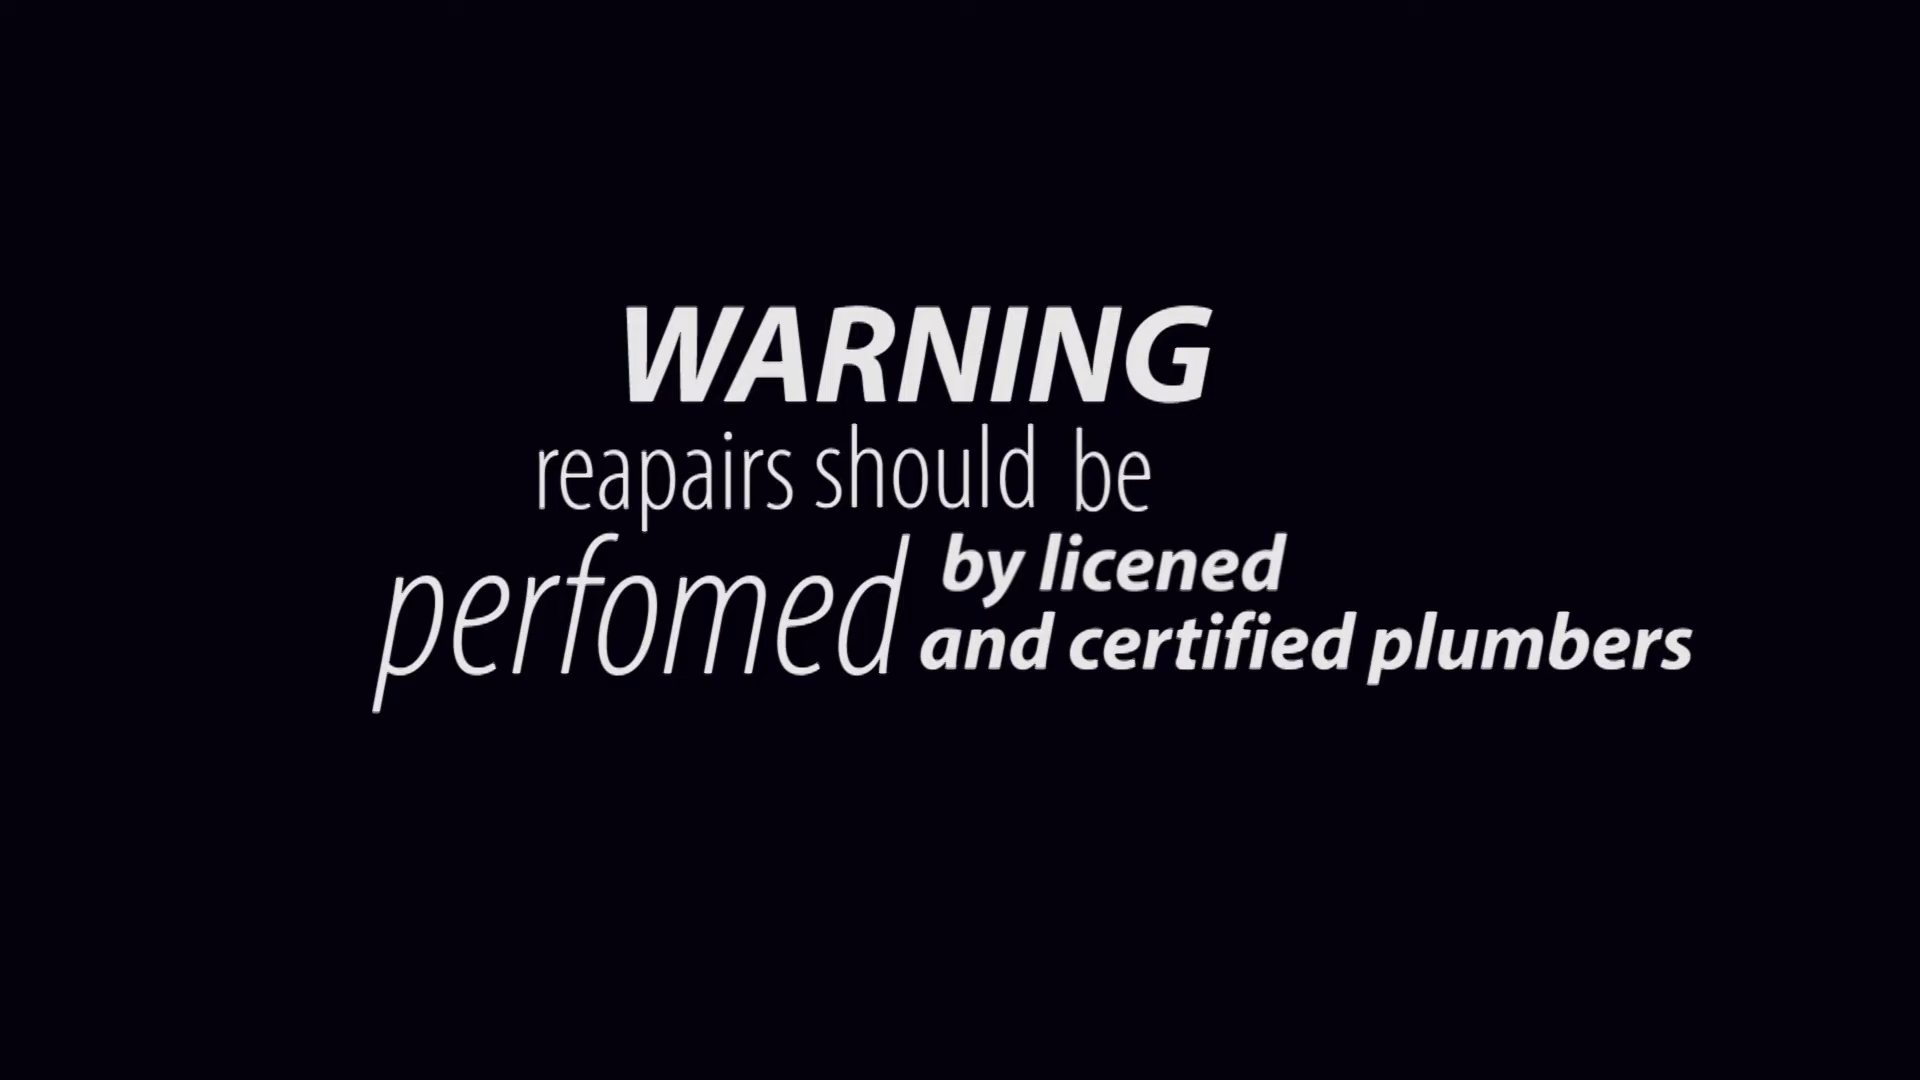 WARNING
reapairs should be
perfomed by licened
and certified plumbers